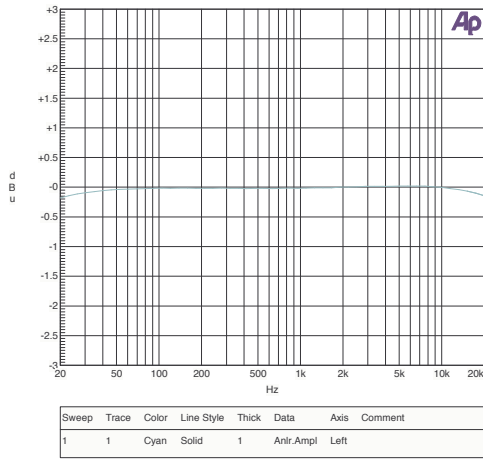 +3
Ap
+2.5
+2
+1.5
+1
+0.5
d
B
u
-0
-0.5
-1
-1.5
-2
-2.5
-3
20 50 100 200 500 1k 2k 5k 10k 20k
Hz
Sweep Trace Color Line Style Thick Data Axis Comment
1 1 Cyan Solid 1 Anlr.Ampl Left